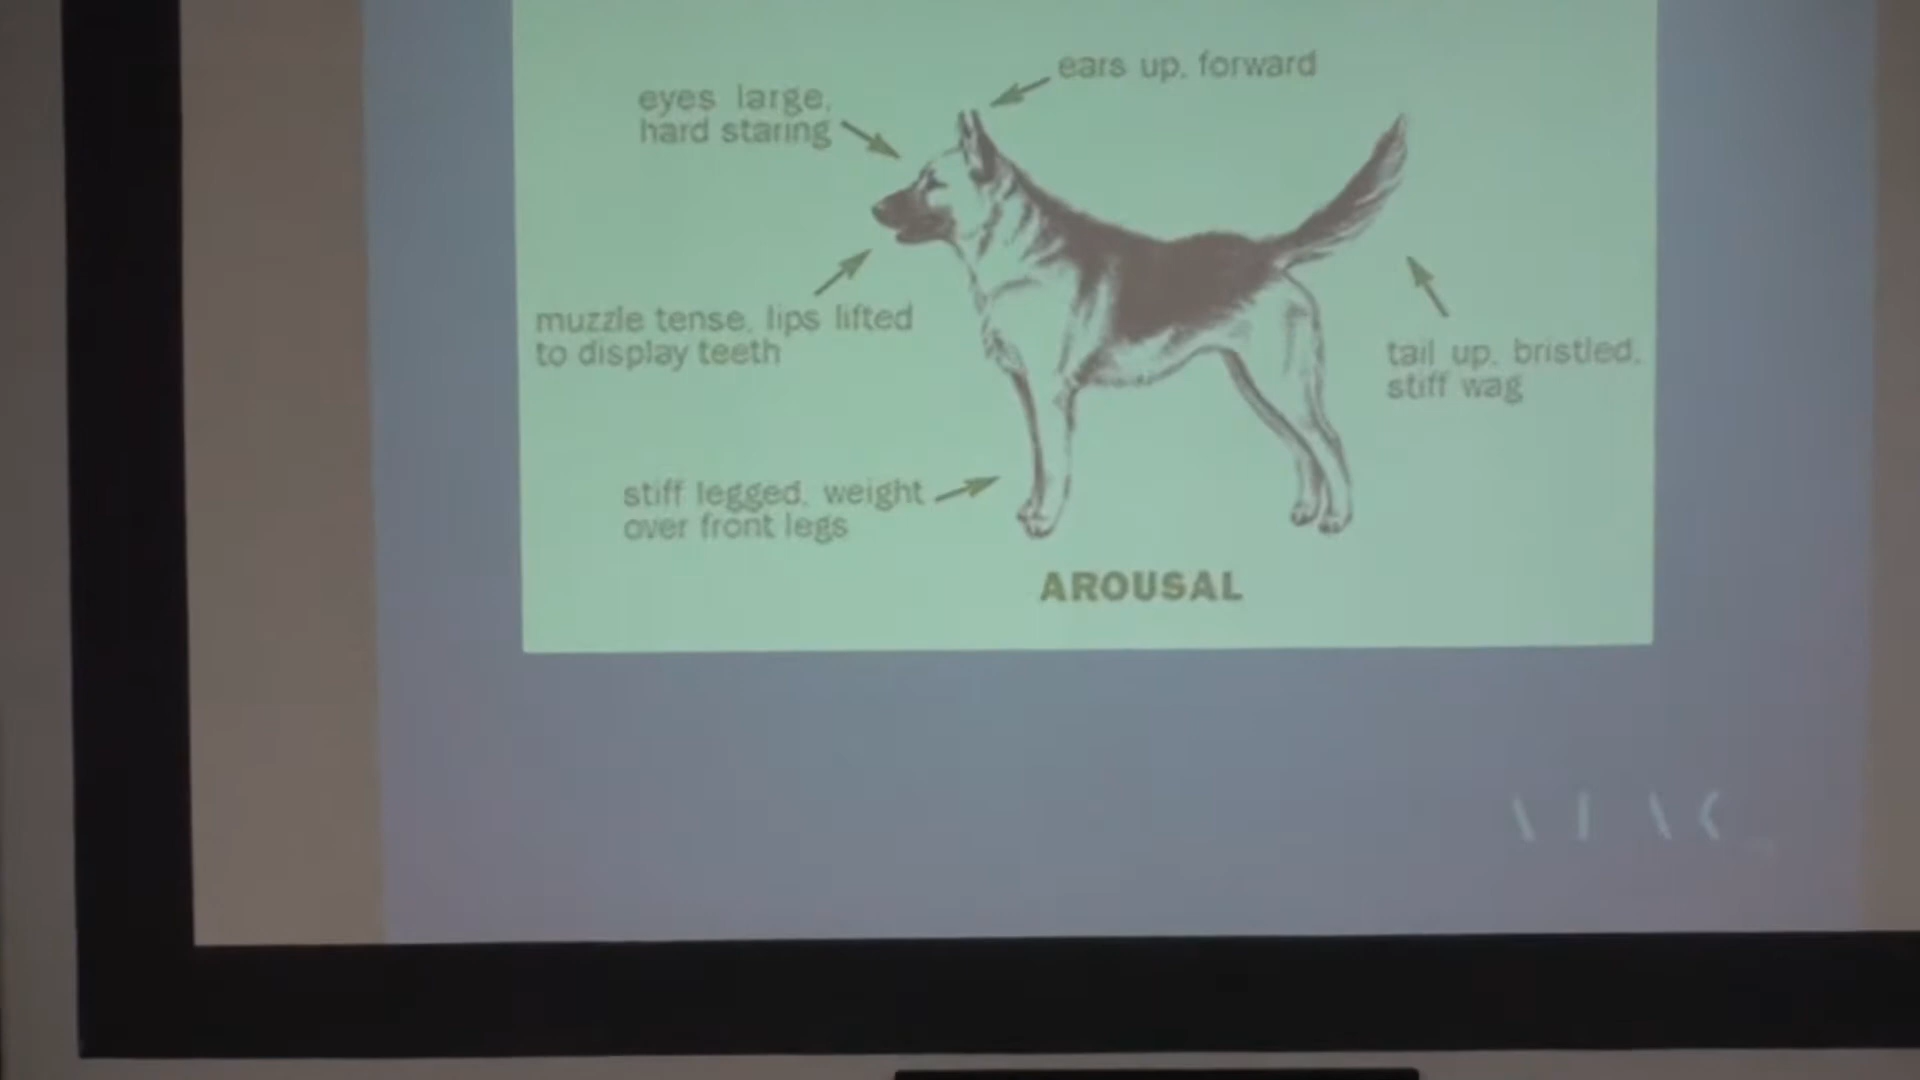 ears up, forward
eyes large,
hard staring
muzzle tense, lips lifted
to display teeth
tail up, bristled,
stiff wag
stiff legged, weight
over front legs
AROUSAL